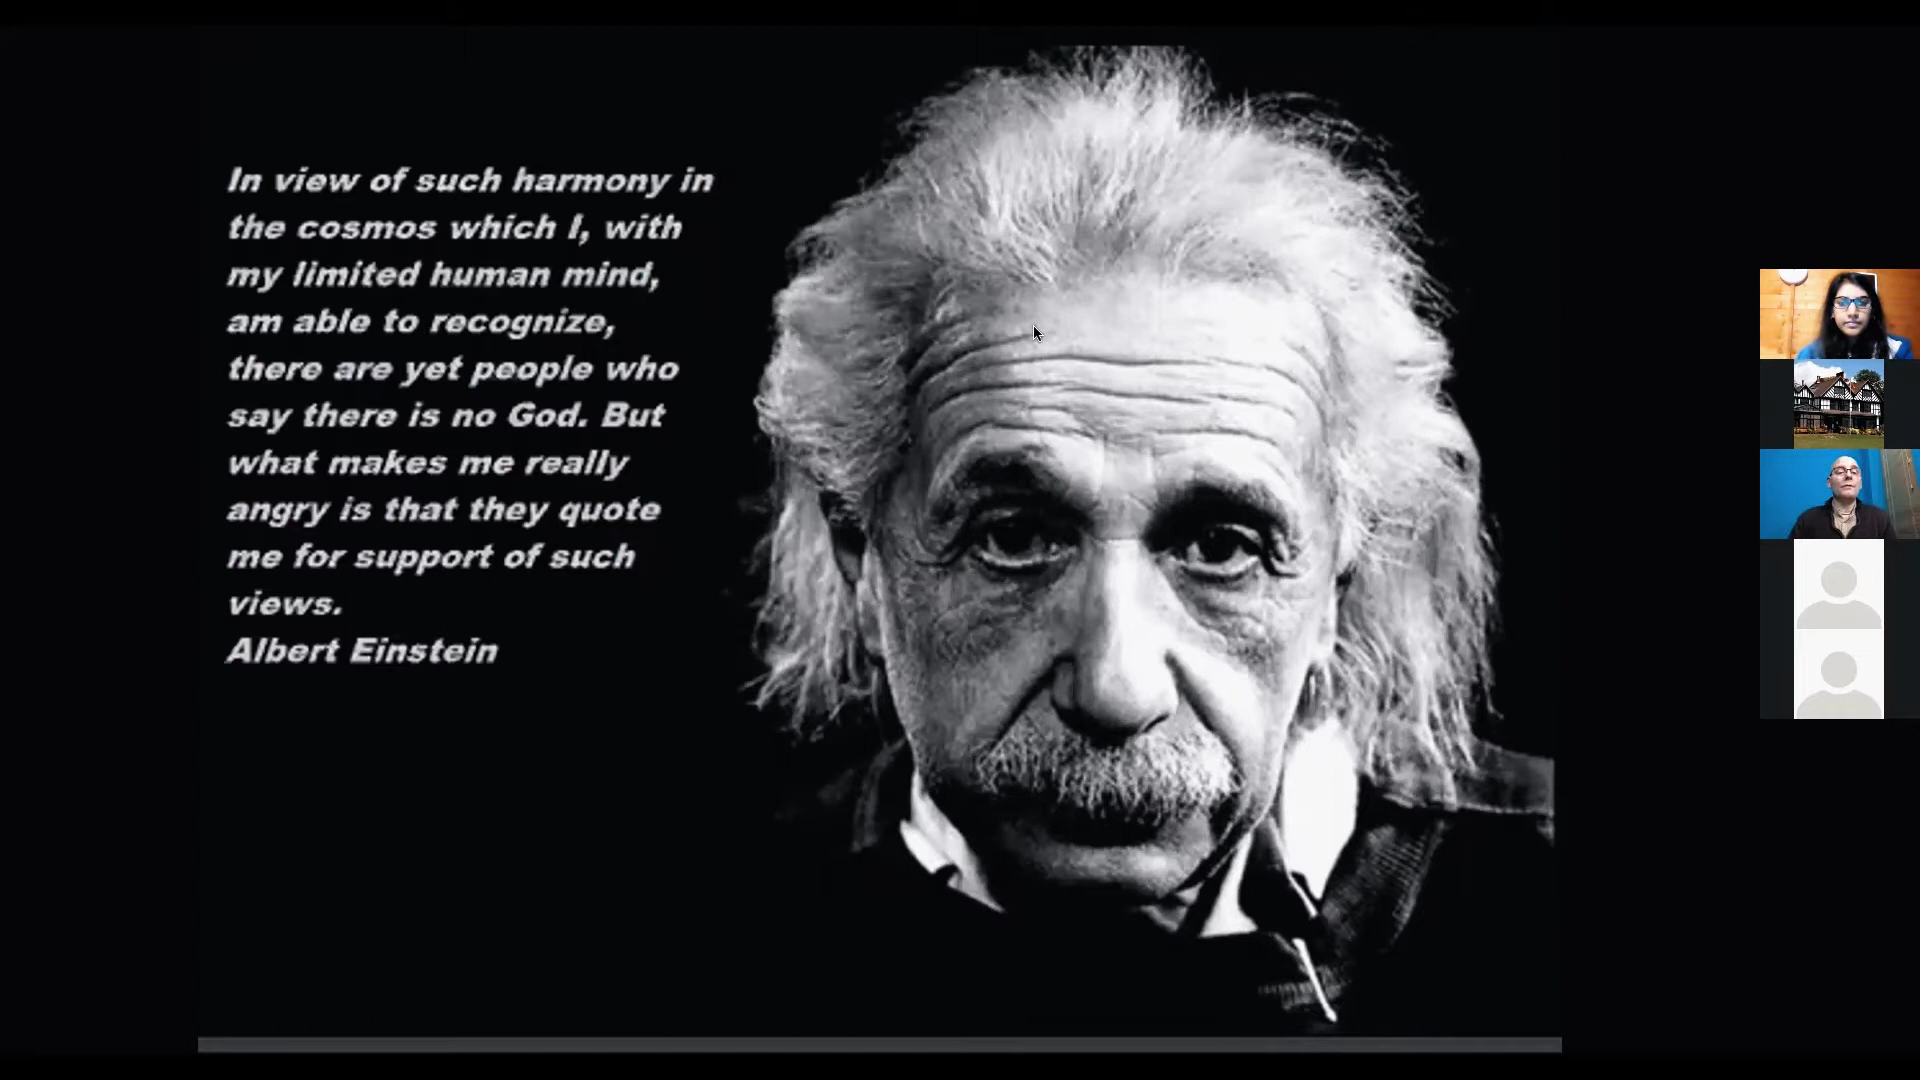 In view of such harmony in
the cosmos which I, with
my limited human mind,
am able to recognize,
there are yet people who
say there is no God. But
what makes me really
angry is that they quote
me for support of such
views.
Albert Einstein